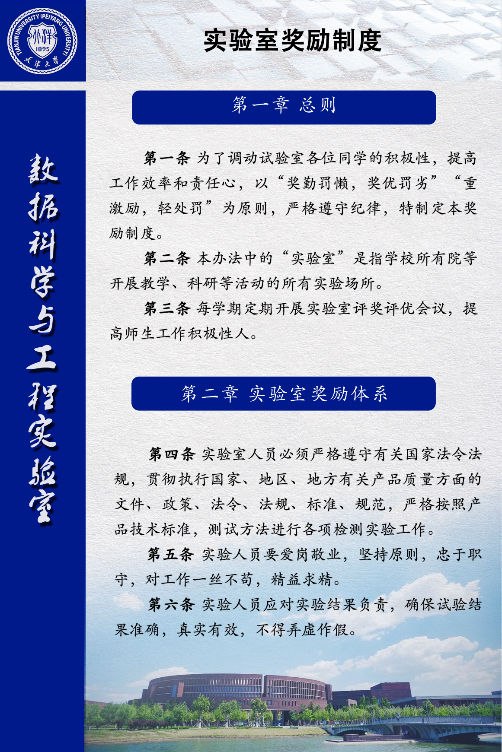 TIANJIN UNIVERSITY (PEIYANG UNIVERSITY)
北洋
1895
天津大学
实验室奖励制度
数据科学与工程实验室
第一章 总则
第一条 为了调动试验室各位同学的积极性，提高
工作效率和责任心，以“奖勤罚懒，奖优罚劣”“重
激励，轻处罚”为原则，严格遵守纪律，特制定本奖
励制度。
第二条 本办法中的“实验室”是指学校所有院等
开展教学、科研等活动的所有实验场所。
第三条 每学期定期开展实验室评奖评优会议，提
高师生工作积极性人。
第二章 实验室奖励体系
第四条 实验室人员必须严格遵守有关国家法令法
规，贯彻执行国家、地区、地方有关产品质量方面的
文件、政策、法令、法规、标准、规范，严格按照产
品技术标准，测试方法进行各项检测实验工作。
第五条 实验人员要爱岗敬业，坚持原则，忠于职
守，对工作一丝不苟，精益求精。
第六条 实验人员应对实验结果负责，确保试验结
果准确，真实有效，不得弄虚作假。